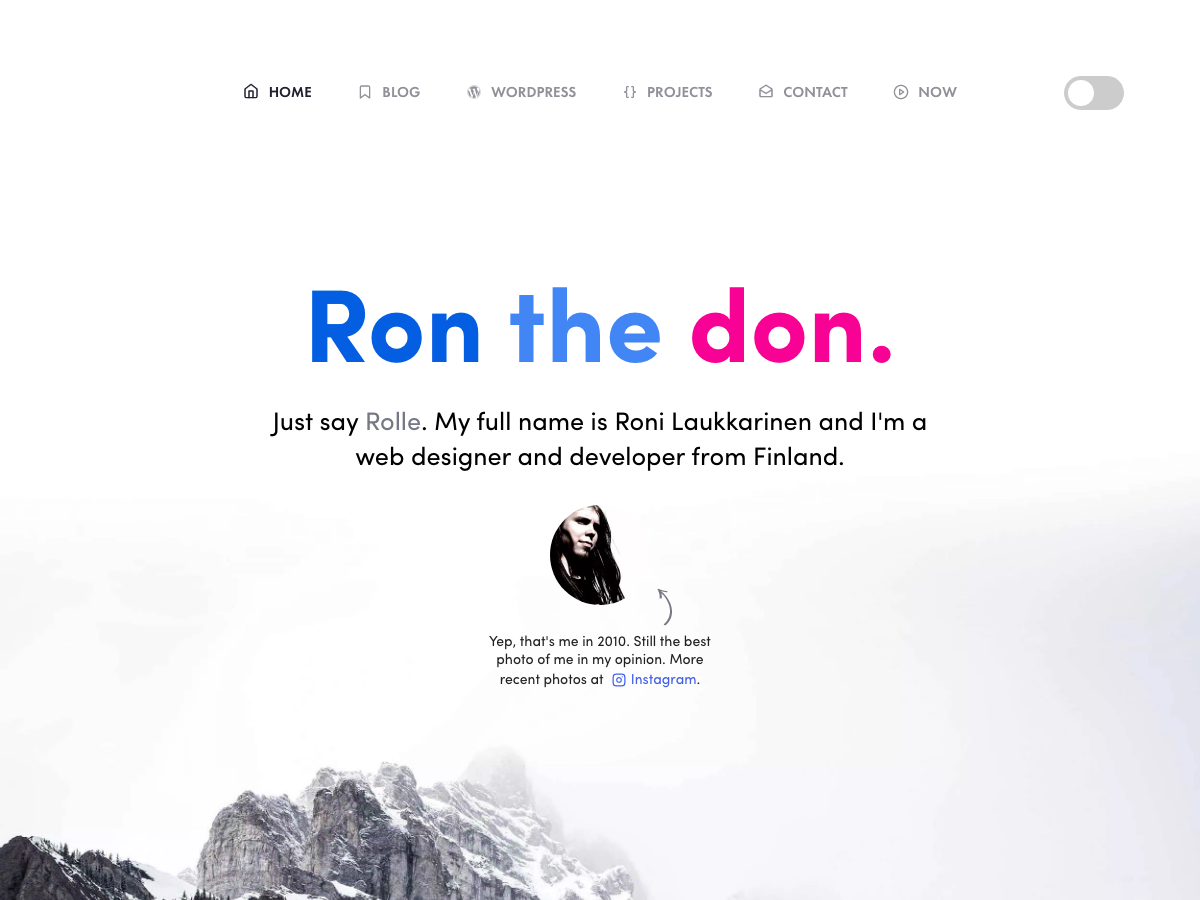 HOME BLOG WORDPRESS PROJECTS CONTACT NOW
Ron the don.
Just say Rolle. My full name is Roni Laukkarinen and I'm a
web designer and developer from Finland.
Yep, that's me in 2010. Still the best
photo of me in my opinion. More
recent photos at Instagram.